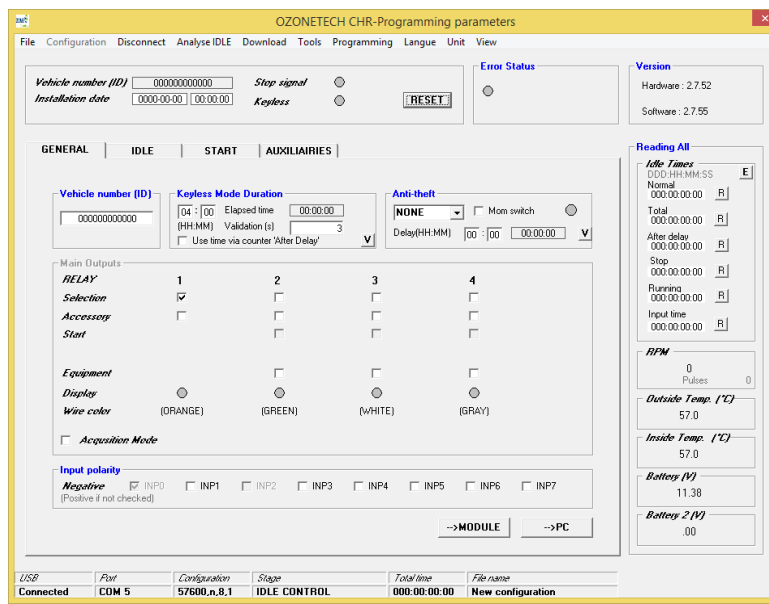 OZONETECH CHR-Programming parameters
File Configuration Disconnect Analyse IDLE Download Tools Programming Langue Unit View
Vehicle number (ID) 000000000000 Stop signal
Installation date 0000-00-00 00:00:00 Keyless RESET
Error Status
Version
Hardware : 2.7.52
Software : 2.7.55
GENERAL IDLE START AUXILIAIRIES
Vehicle number (ID)
000000000000
Keyless Mode Duration
04 : 00 Elapsed time 00:00:00
(HH:MM) Validation (s) 3
Use time via counter 'After Delay' V
Anti-theft
NONE Mom switch
Delay(HH:MM) 00 : 00 00:00:00 V
Main Outputs
RELAY 1 2 3 4
Selection
Accessory
Start
Equipment
Display
Wire color (ORANGE) (GREEN) (WHITE) (GRAY)
Acqusition Mode
Input polarity
Negative INP0 INP1 INP2 INP3 INP4 INP5 INP6 INP7
(Positive if not checked)
-->MODULE -->PC
Reading All
Idle Times
DDD:HH:MM:SS E
Normal
000:00:00:00 R
Total
000:00:00:00 R
After delay
000:00:00:00 R
Stop
000:00:00:00 R
Running
000:00:00:00 R
Input time
000:00:00:00 R
RPM
0
Pulses 0
Outside Temp. (°C)
57.0
Inside Temp. (°C)
57.0
Battery (V)
11.38
Battery 2 (V)
.00
USB Port Configuration Stage Total time File name
Connected COM 5 57600,n,8,1 IDLE CONTROL 000:00:00:00 New configuration